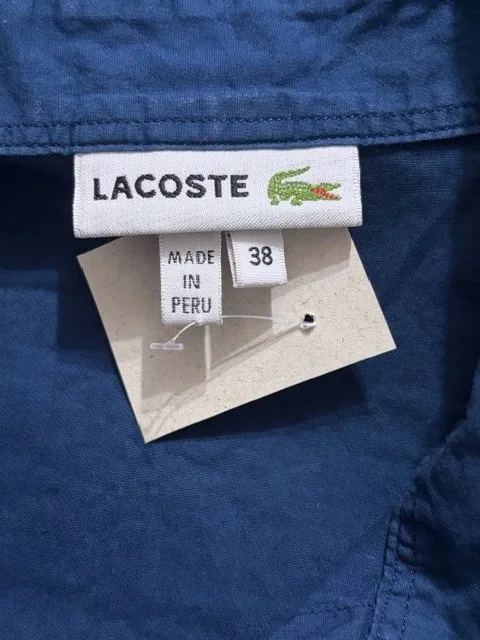 LACOSTE
MADE
IN
PERU
38